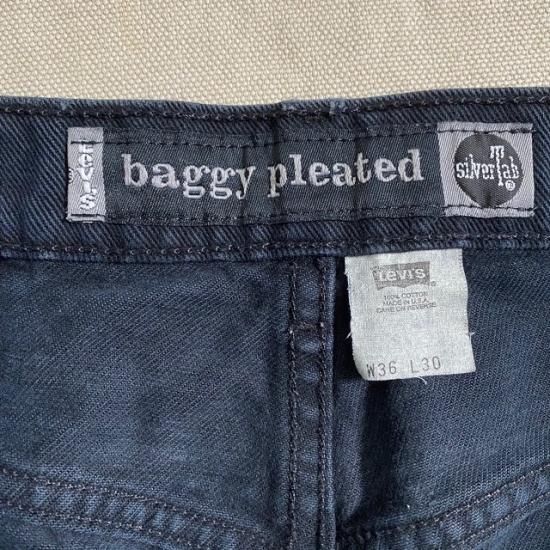 Levi's
baggy pleated
silverTab
®
Levi's
100% COTTON
MADE IN U.S.A.
CARE ON REVERSE
W36 L30